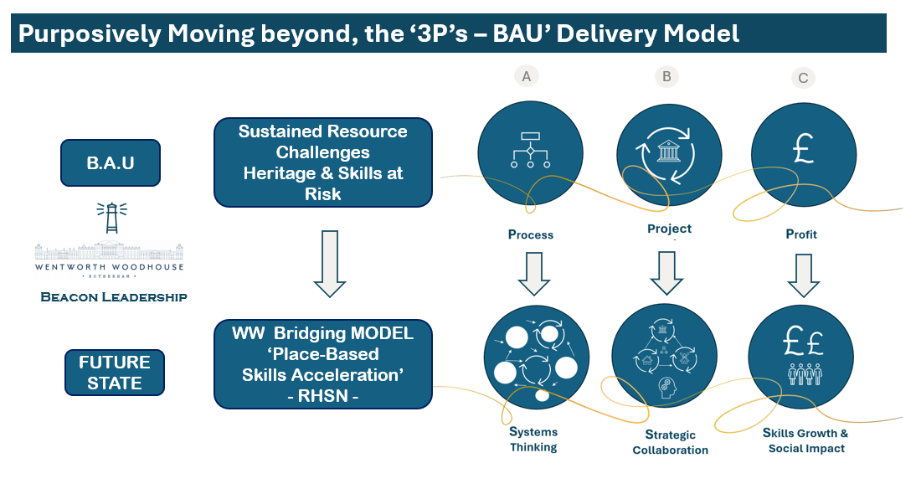 Purposively Moving beyond, the ‘3P’s – BAU’ Delivery Model
A
B
C
B.A.U
Sustained Resource
Challenges
Heritage & Skills at
Risk
£
Process
Project
Profit
WENTWORTH WOODHOUSE
• ROTHERHAM •
BEACON LEADERSHIP
FUTURE
STATE
WW Bridging MODEL
‘Place-Based
Skills Acceleration’
- RHSN -
££
Systems
Thinking
Strategic
Collaboration
Skills Growth &
Social Impact